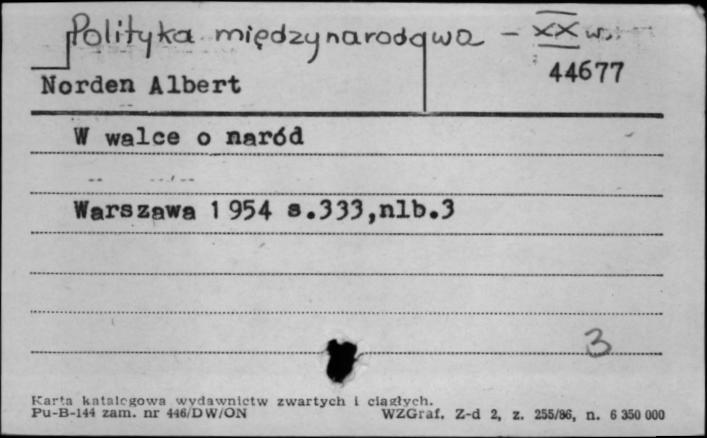 Polityka międzynarodowa - XX w.
Norden Albert 44677
W walce o naród
Warszawa 1954 s.333,nlb.3
3
Karta katalogowa wydawnictw zwartych i ciągłych.
Pu-B-144 zam. nr 446/DW/ON WZGraf. Z-d 2, z. 255/86, n. 6 350 000